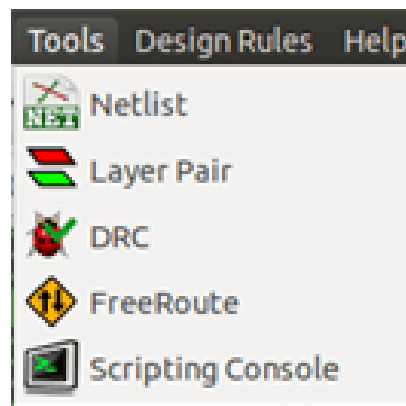 Tools Design Rules Help
NET Netlist
Layer Pair
DRC
FreeRoute
Scripting Console